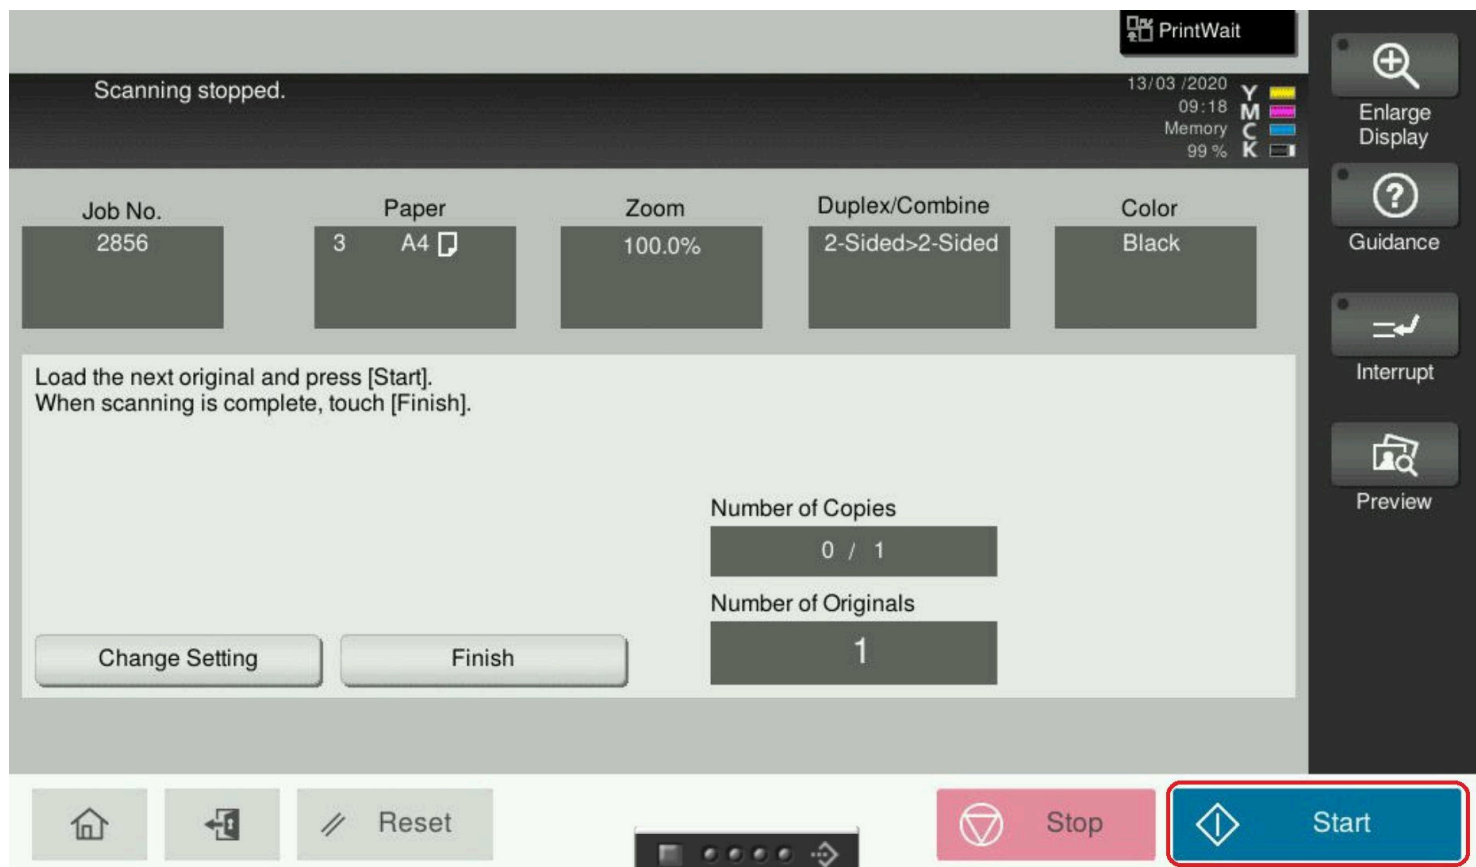 PrintWait
Scanning stopped.
13/03 /2020
09:18
Memory
99 %
Y
M
C
K
Job No.
2856
Paper
3 A4
Zoom
100.0%
Duplex/Combine
2-Sided>2-Sided
Color
Black
Load the next original and press [Start].
When scanning is complete, touch [Finish].
Number of Copies
0 / 1
Number of Originals
1
Change Setting
Finish
Enlarge
Display
Guidance
Interrupt
Preview
Reset
Stop
Start